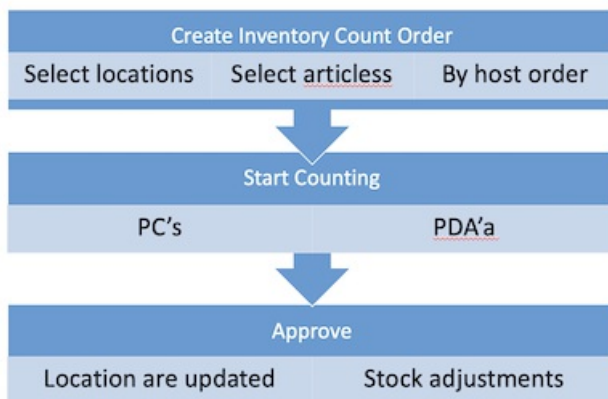 Create Inventory Count Order
Select locations Select articless By host order
Start Counting
PC's PDA'a
Approve
Location are updated Stock adjustments